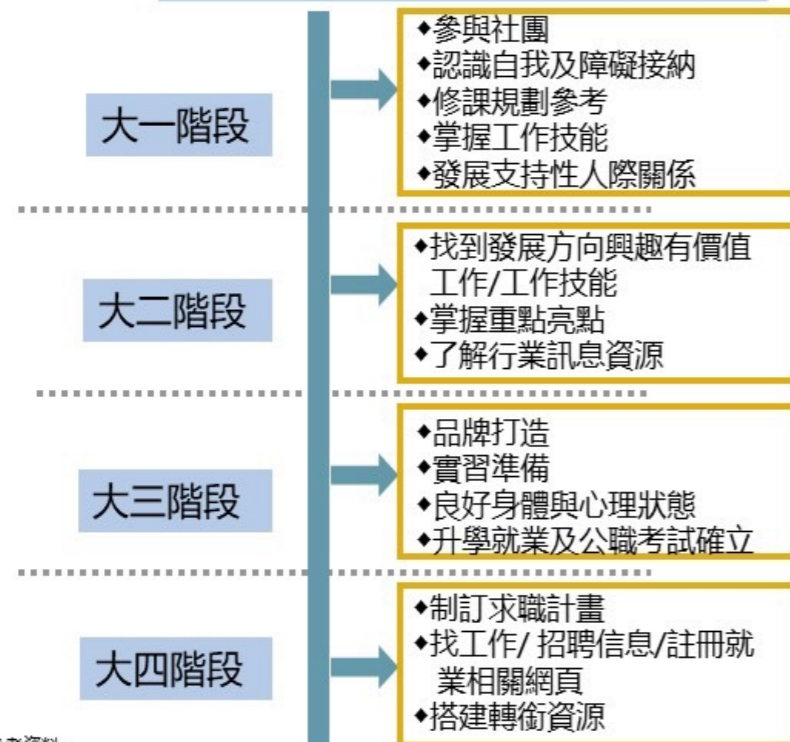 大一階段
◆參與社團
◆認識自我及障礙接納
◆修課規劃參考
◆掌握工作技能
◆發展支持性人際關係
大二階段
◆找到發展方向興趣有價值
工作/工作技能
◆掌握重點亮點
◆了解行業訊息資源
大三階段
◆品牌打造
◆實習準備
◆良好身體與心理狀態
◆升學就業及公職考試確立
大四階段
◆制訂求職計畫
◆找工作/ 招聘信息/註冊就
業相關網頁
◆搭建轉銜資源